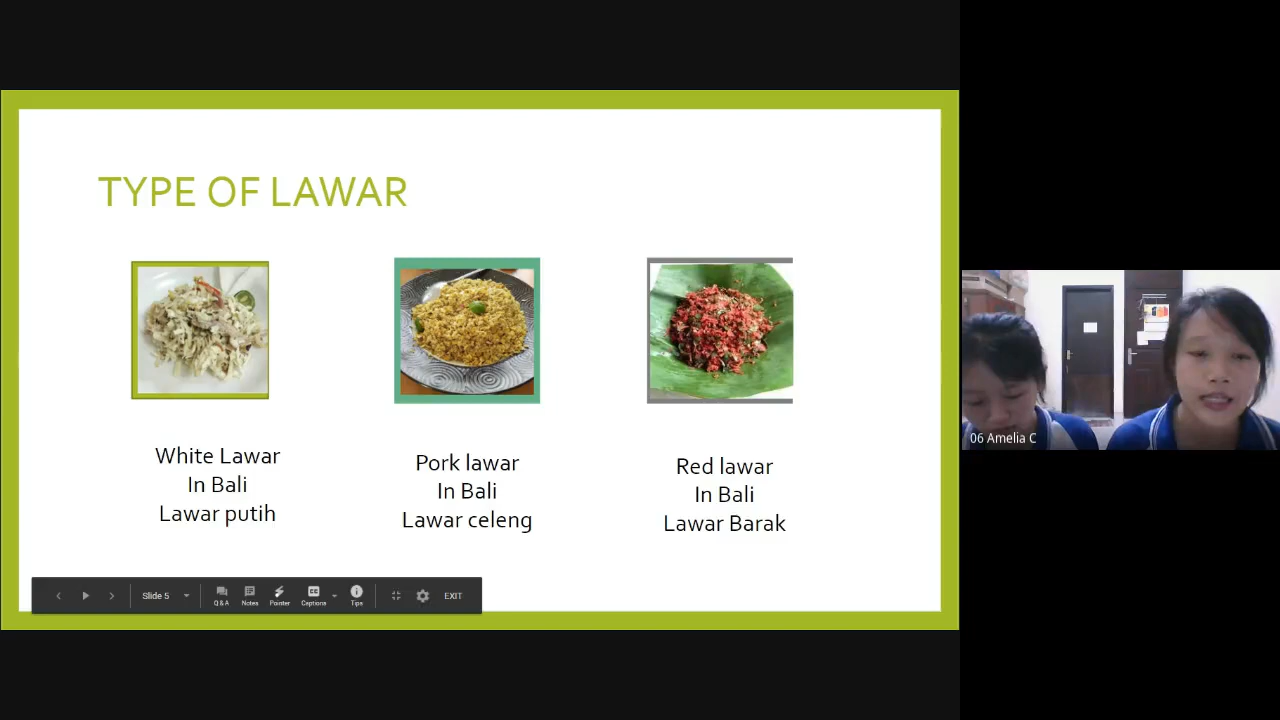 TYPE OF LAWAR
White Lawar
In Bali
Lawar putih
Pork lawar
In Bali
Lawar celeng
Red lawar
In Bali
Lawar Barak
Slide 5
Q & A
Notes
Pointer
Captions
CC
Tips
EXIT
06 Amelia C